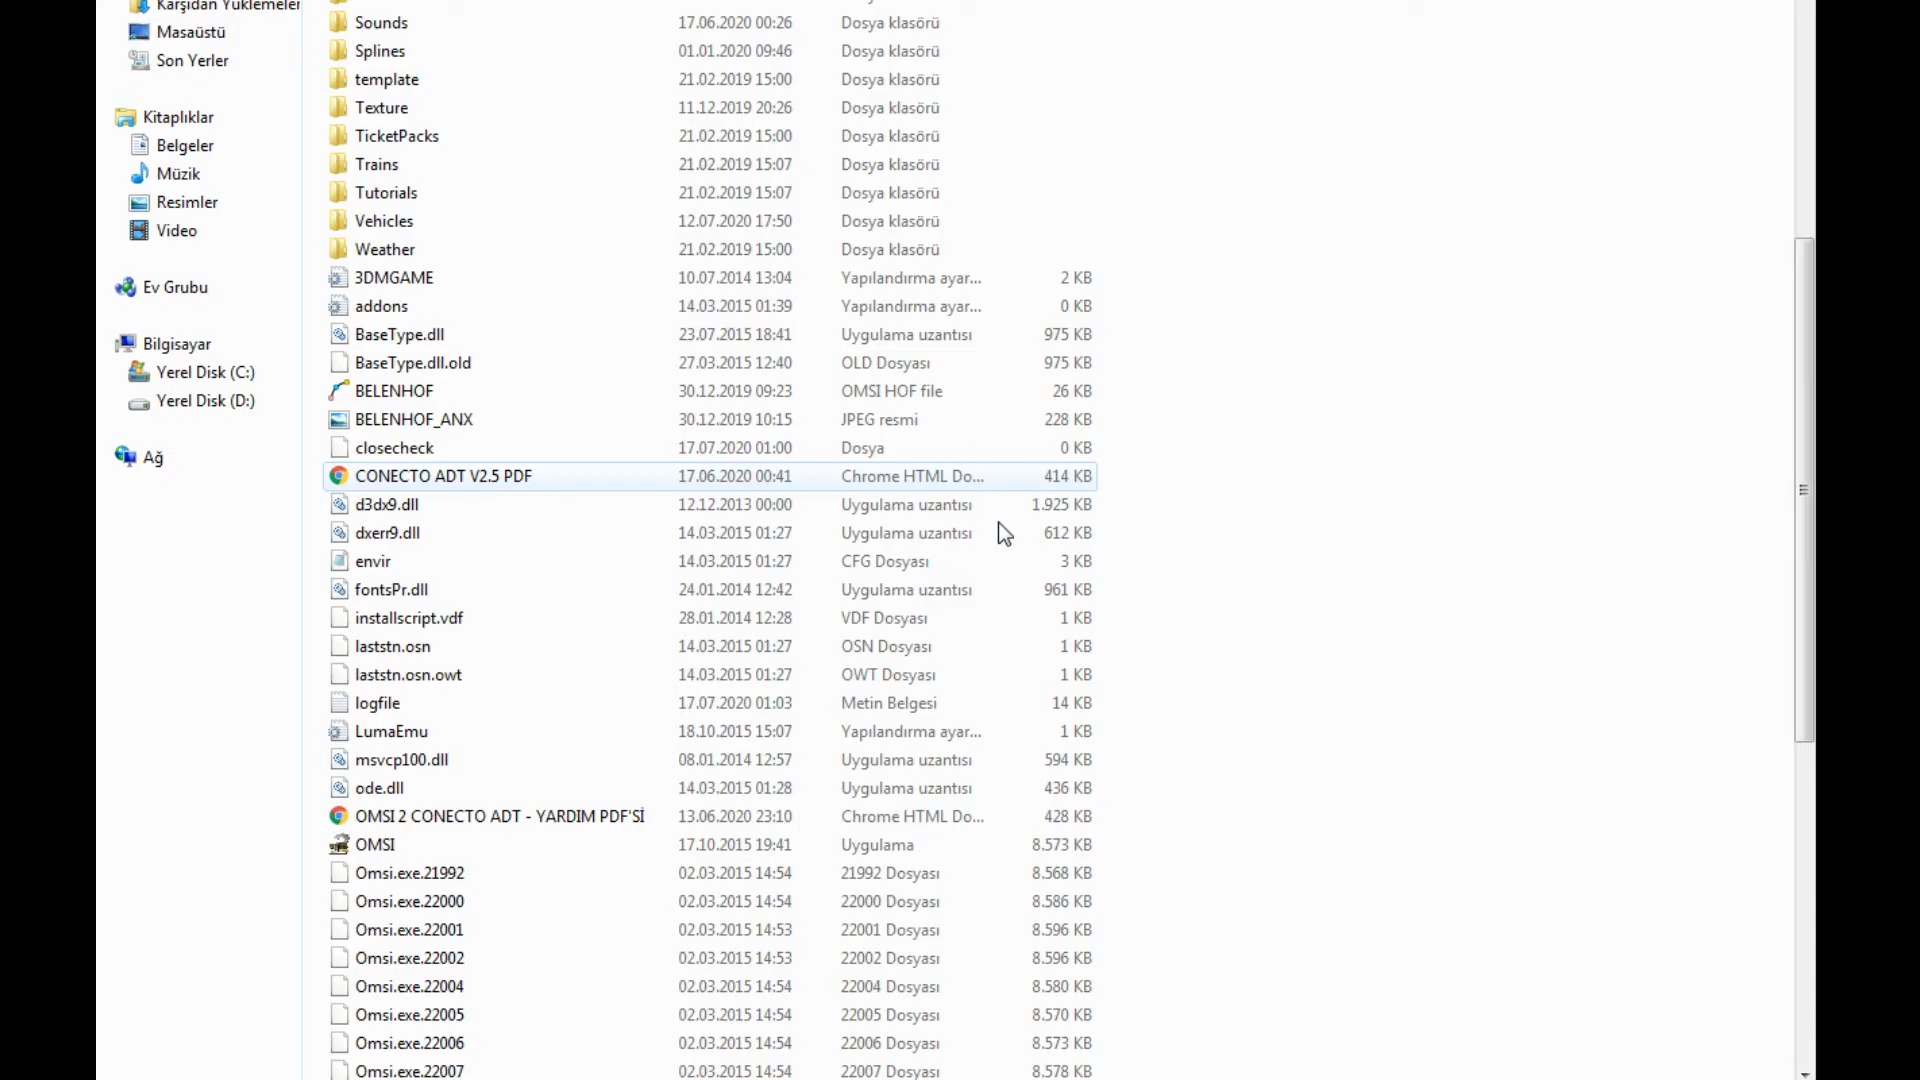 Karşıdan Yüklemeler
Masaüstü
Son Yerler
Kitaplıklar
Belgeler
Müzik
Resimler
Video
Ev Grubu
Bilgisayar
Yerel Disk (C:)
Yerel Disk (D:)
Ağ
Sounds 17.06.2020 00:26 Dosya klasörü
Splines 01.01.2020 09:46 Dosya klasörü
template 21.02.2019 15:00 Dosya klasörü
Texture 11.12.2019 20:26 Dosya klasörü
TicketPacks 21.02.2019 15:00 Dosya klasörü
Trains 21.02.2019 15:07 Dosya klasörü
Tutorials 21.02.2019 15:07 Dosya klasörü
Vehicles 12.07.2020 17:50 Dosya klasörü
Weather 21.02.2019 15:00 Dosya klasörü
3DMGAME 10.07.2014 13:04 Yapılandırma ayar... 2 KB
addons 14.03.2015 01:39 Yapılandırma ayar... 0 KB
BaseType.dll 23.07.2015 18:41 Uygulama uzantısı 975 KB
BaseType.dll.old 27.03.2015 12:40 OLD Dosyası 975 KB
BELENHOF 30.12.2019 09:23 OMSI HOF file 26 KB
BELENHOF_ANX 30.12.2019 10:15 JPEG resmi 228 KB
closecheck 17.07.2020 01:00 Dosya 0 KB
CONECTO ADT V2.5 PDF 17.06.2020 00:41 Chrome HTML Do... 414 KB
d3dx9.dll 12.12.2013 00:00 Uygulama uzantısı 1.925 KB
dxerr9.dll 14.03.2015 01:27 Uygulama uzantısı 612 KB
envir 14.03.2015 01:27 CFG Dosyası 3 KB
fontsPr.dll 24.01.2014 12:42 Uygulama uzantısı 961 KB
installscript.vdf 28.01.2014 12:28 VDF Dosyası 1 KB
laststn.osn 14.03.2015 01:27 OSN Dosyası 1 KB
laststn.osn.owt 14.03.2015 01:27 OWT Dosyası 1 KB
logfile 17.07.2020 01:03 Metin Belgesi 14 KB
LumaEmu 18.10.2015 15:07 Yapılandırma ayar... 1 KB
msvcp100.dll 08.01.2014 12:57 Uygulama uzantısı 594 KB
ode.dll 14.03.2015 01:28 Uygulama uzantısı 436 KB
OMSI 2 CONECTO ADT - YARDIM PDF'Sİ 13.06.2020 23:10 Chrome HTML Do... 428 KB
OMSI 17.10.2015 19:41 Uygulama 8.573 KB
Omsi.exe.21992 02.03.2015 14:54 21992 Dosyası 8.568 KB
Omsi.exe.22000 02.03.2015 14:54 22000 Dosyası 8.586 KB
Omsi.exe.22001 02.03.2015 14:53 22001 Dosyası 8.596 KB
Omsi.exe.22002 02.03.2015 14:53 22002 Dosyası 8.596 KB
Omsi.exe.22004 02.03.2015 14:54 22004 Dosyası 8.580 KB
Omsi.exe.22005 02.03.2015 14:54 22005 Dosyası 8.570 KB
Omsi.exe.22006 02.03.2015 14:54 22006 Dosyası 8.573 KB
Omsi.exe.22007 02.03.2015 14:54 22007 Dosyası 8.578 KB